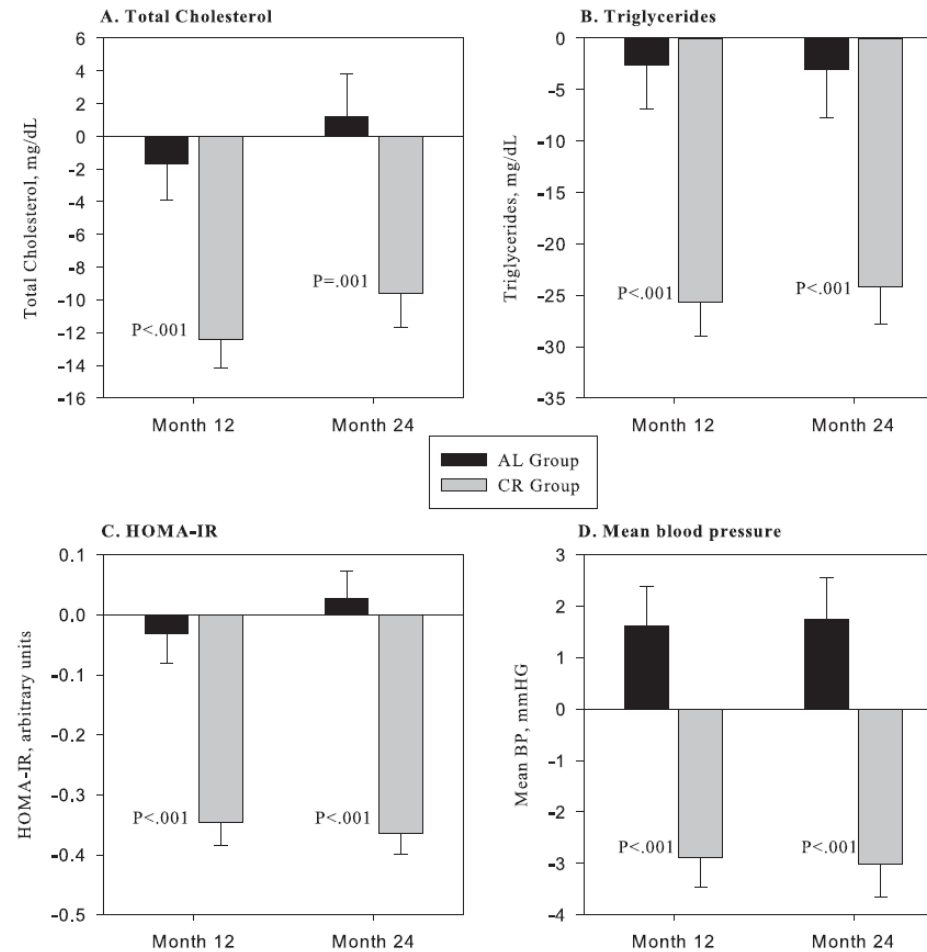 A. Total Cholesterol
Total Cholesterol, mg/dL
6
4
2
0
-2
-4
-6
-8
-10
-12
-14
-16
P<.001
P=.001
Month 12
Month 24
B. Triglycerides
Triglycerides, mg/dL
0
-5
-10
-15
-20
-25
-30
-35
P<.001
P<.001
Month 12
Month 24
AL Group
CR Group
C. HOMA-IR
HOMA-IR, arbitrary units
0.1
0.0
-0.1
-0.2
-0.3
-0.4
-0.5
P<.001
P<.001
Month 12
Month 24
D. Mean blood pressure
Mean BP, mmHG
3
2
1
0
-1
-2
-3
-4
P<.001
P<.001
Month 12
Month 24